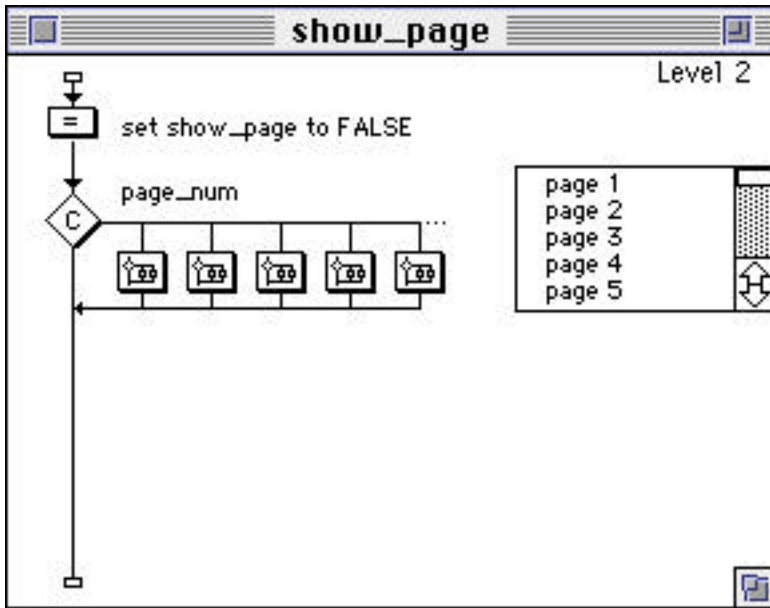 show_page
Level 2
=
set show_page to FALSE
page_num
C
...
page 1
page 2
page 3
page 4
page 5